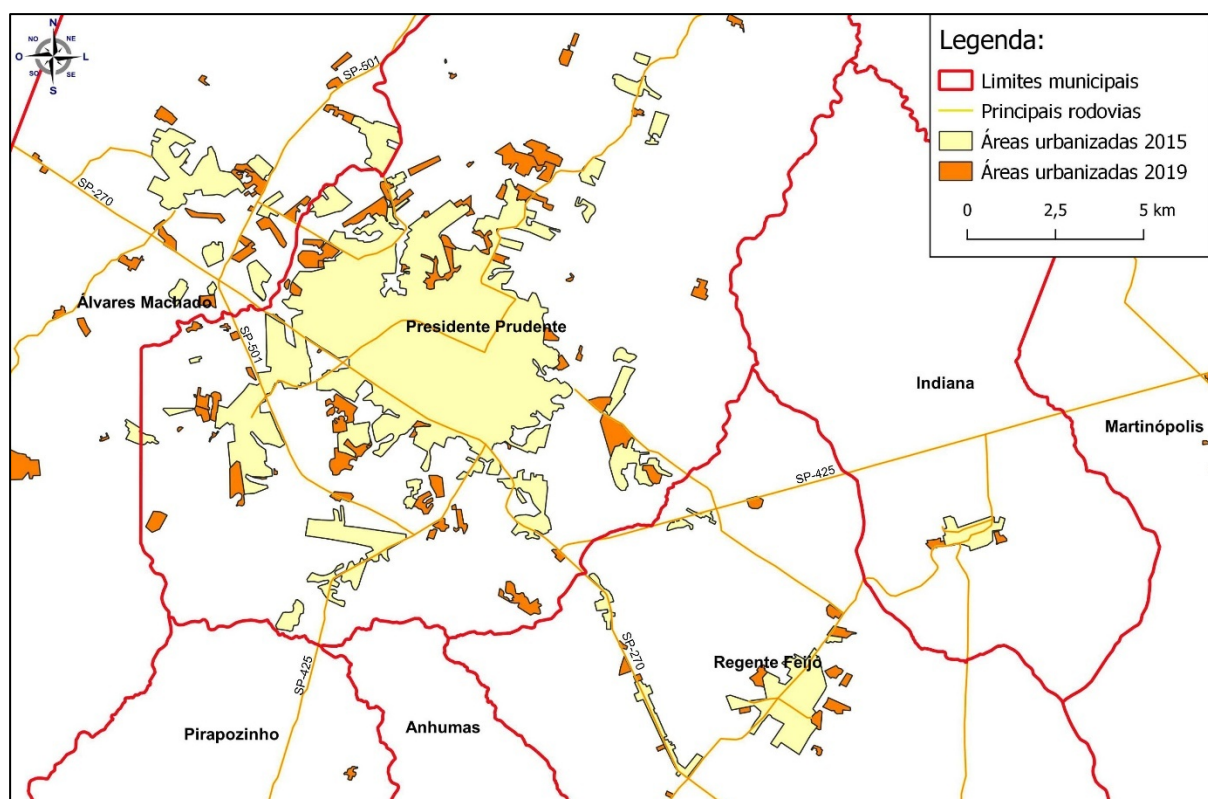 N
NO
NE
O
L
SO
SE
S
SP-501
SP-270
Legenda:
Limites municipais
Principais rodovias
Áreas urbanizadas 2015
Áreas urbanizadas 2019
0 2,5 5 km
Álvares Machado
Presidente Prudente
SP-501
Indiana
Martinópolis
SP-425
Regente Feijó
SP-270
SP-425
Pirapozinho
Anhumas